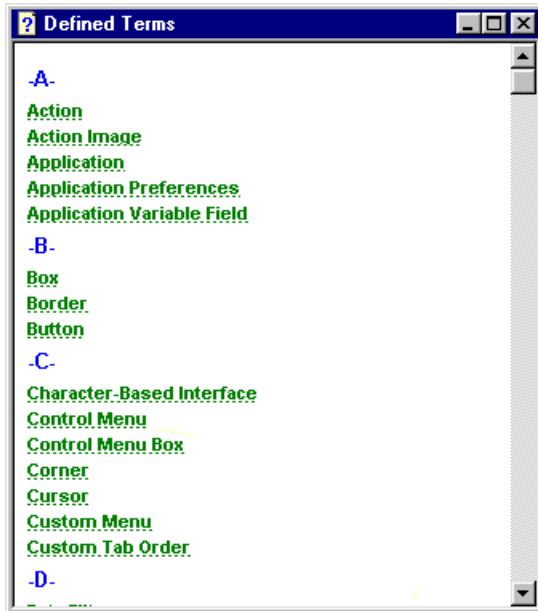 Defined Terms
-A-
Action
Action Image
Application
Application Preferences
Application Variable Field
-B-
Box
Border
Button
-C-
Character-Based Interface
Control Menu
Control Menu Box
Corner
Cursor
Custom Menu
Custom Tab Order
-D-